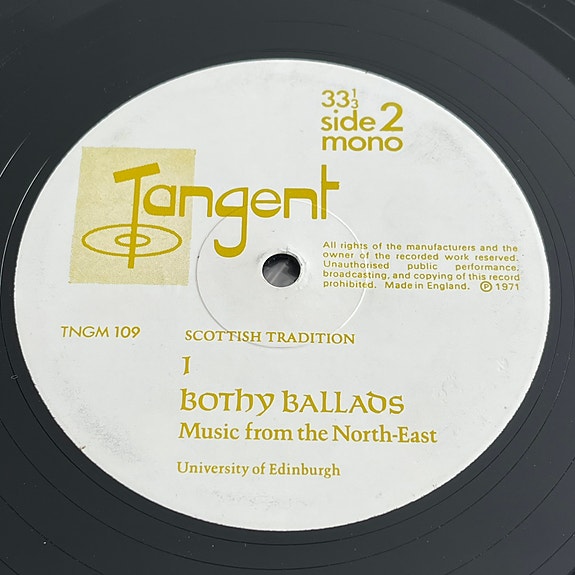 33⅓
side 2
mono
Tangent
All rights of the manufacturers and the
owner of the recorded work reserved.
Unauthorised public performance,
broadcasting, and copying of this record
prohibited. Made in England. ℗ 1971
TNGM 109
SCOTTISH TRADITION
1
BOTHY BALLADS
Music from the North-East
University of Edinburgh